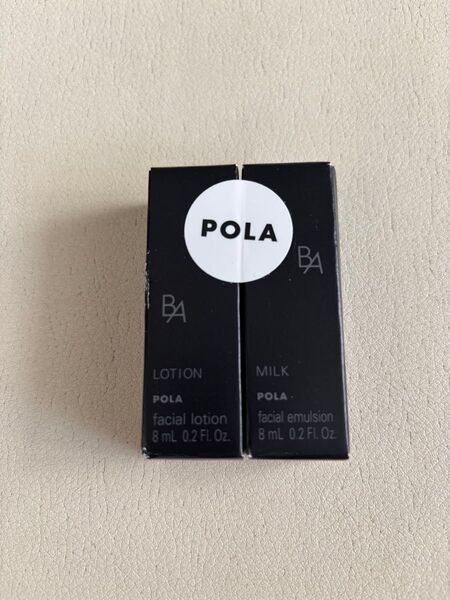 POLA
BA
LOTION
POLA
facial lotion
8 mL 0.2 Fl. Oz.
BA
MILK
POLA
facial emulsion
8 mL 0.2 Fl. Oz.